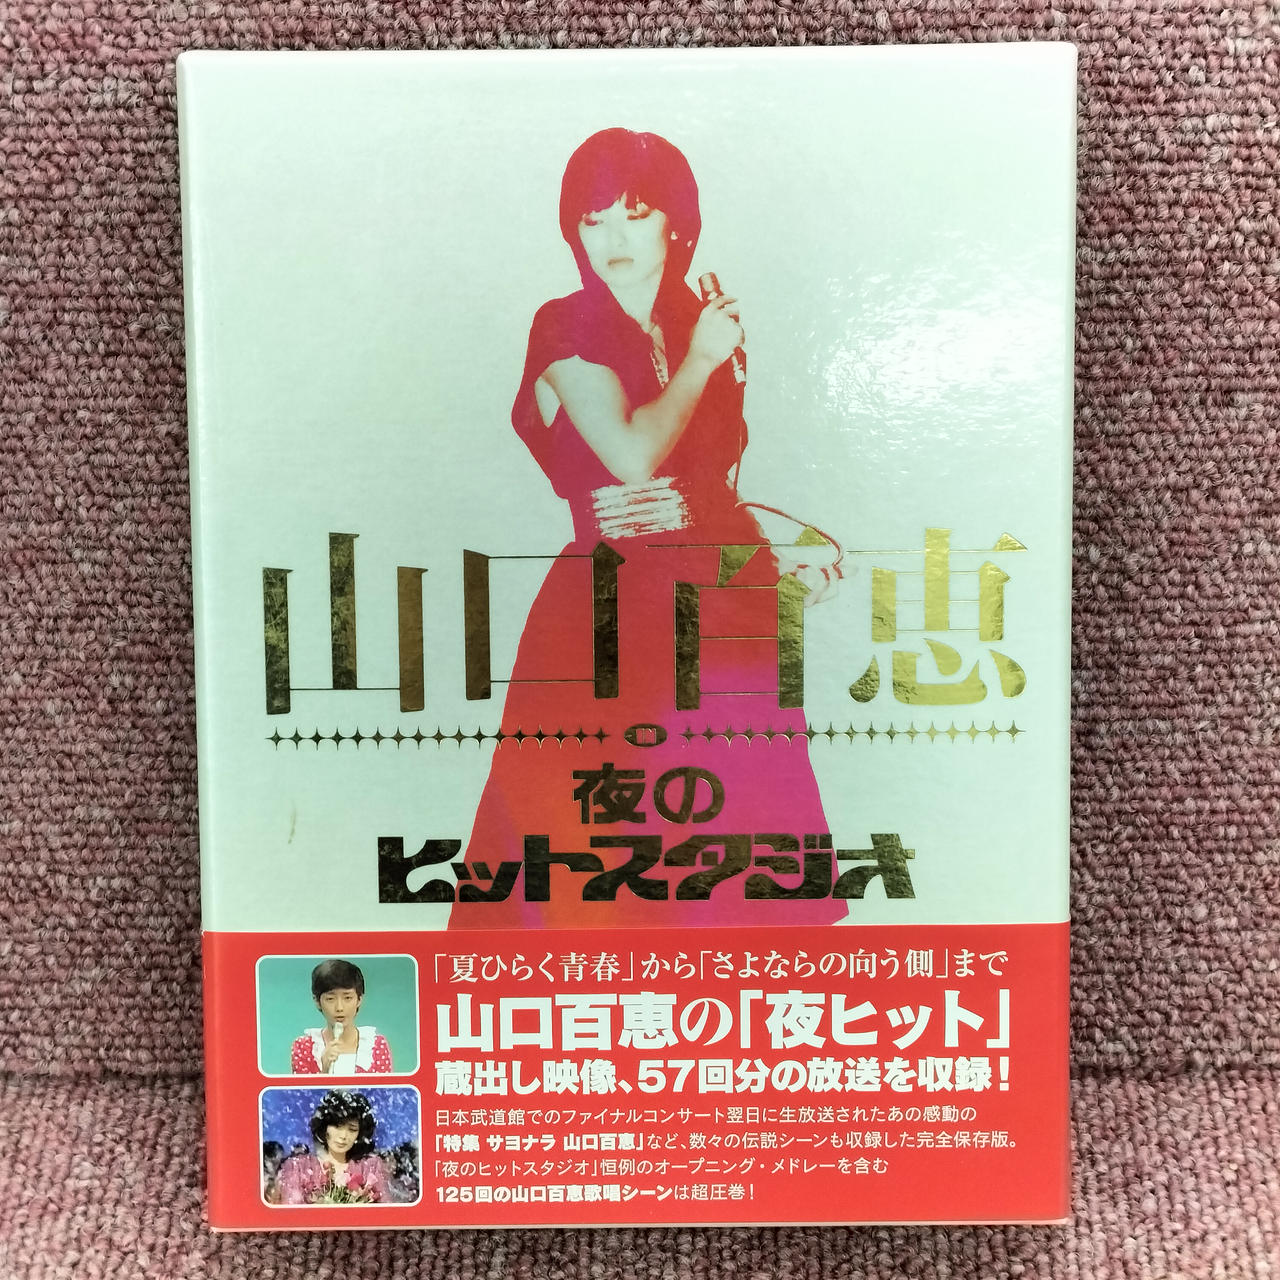 山口百恵
IN
夜の
ヒットスタジオ
「夏ひらく青春」から「さよならの向う側」まで
山口百恵の「夜ヒット」
蔵出し映像、57回分の放送を収録！
日本武道館でのファイナルコンサート翌日に生放送されたあの感動の
「特集 サヨナラ 山口百恵」など、数々の伝説シーンも収録した完全保存版。
「夜のヒットスタジオ」恒例のオープニング・メドレーを含む
125回の山口百恵歌唱シーンは超圧巻！